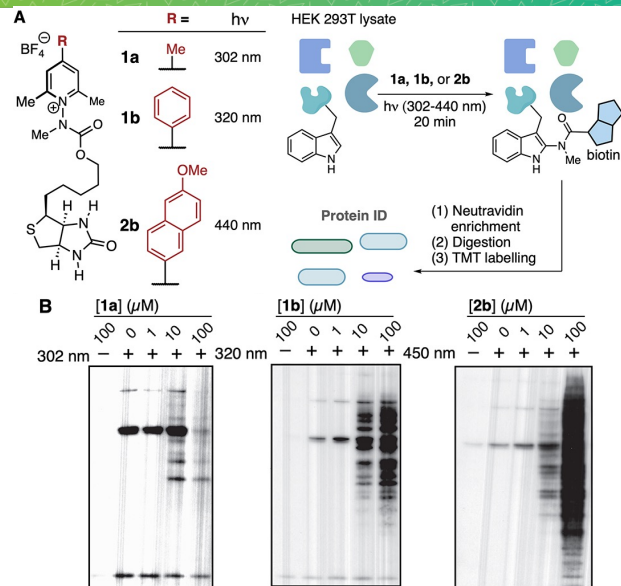 A
R =
hν
BF4⊖
R
Me
Me
N
⊕
N
Me
O
O
H
H
N
S
O
N
H
H
1a
Me
302 nm
1b
320 nm
2b
OMe
440 nm
HEK 293T lysate
1a, 1b, or 2b
hν (302-440 nm)
20 min
N
H
O
N
Me
N
H
biotin
Protein ID
(1) Neutravidin
enrichment
(2) Digestion
(3) TMT labelling
B
[1a] (µM)
100 0 1 10 100
302 nm − + + + +
[1b] (µM)
100 0 1 10 100
320 nm − + + + +
[2b] (µM)
100 0 1 10 100
450 nm − + + + +